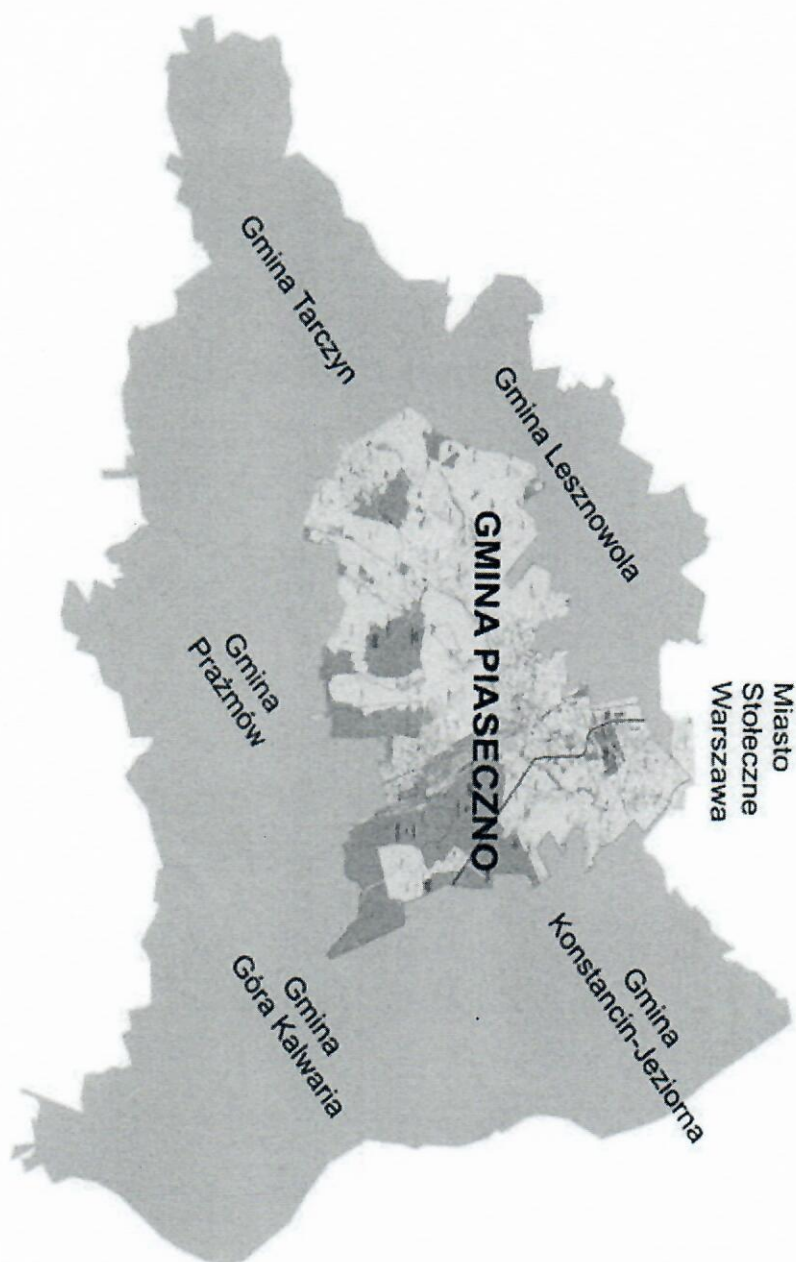 Miasto
Stołeczne
Warszawa
Gmina Lesznowola
Gmina Tarczyn
GMINA PIASECZNO
Gmina
Konstancin-Jeziorna
Gmina
Prażmów
Gmina
Góra Kalwaria